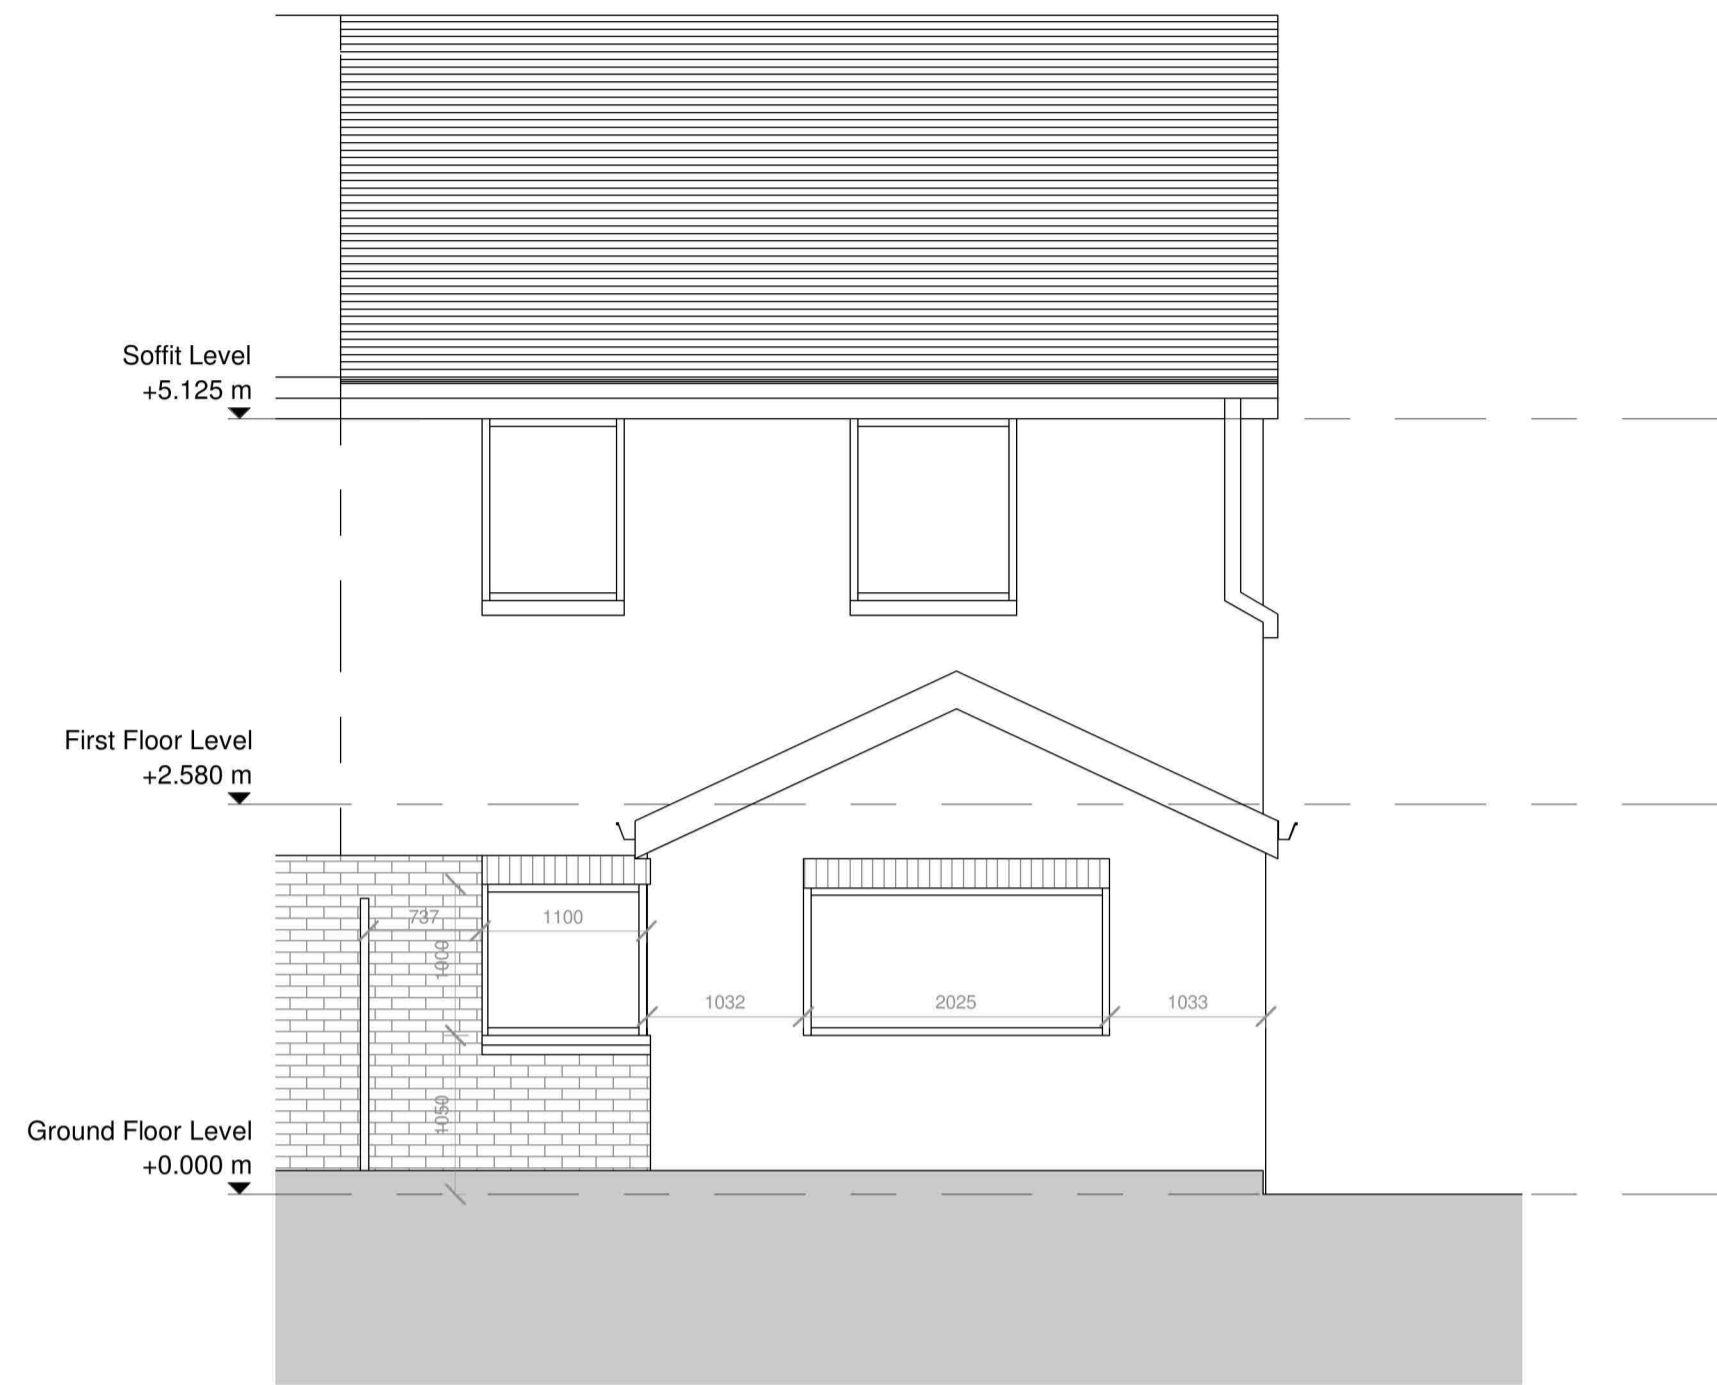 Soffit Level
+5.125 m
First Floor Level
+2.580 m
737
1100
1000
1032
2025
1033
1050
Ground Floor Level
+0.000 m